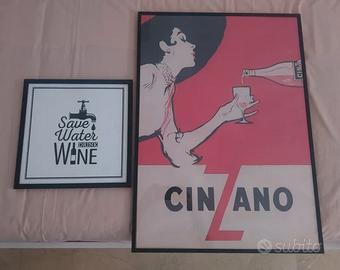 Save
Water
DRINK
WINE
CINZANO
CINZANO
subito